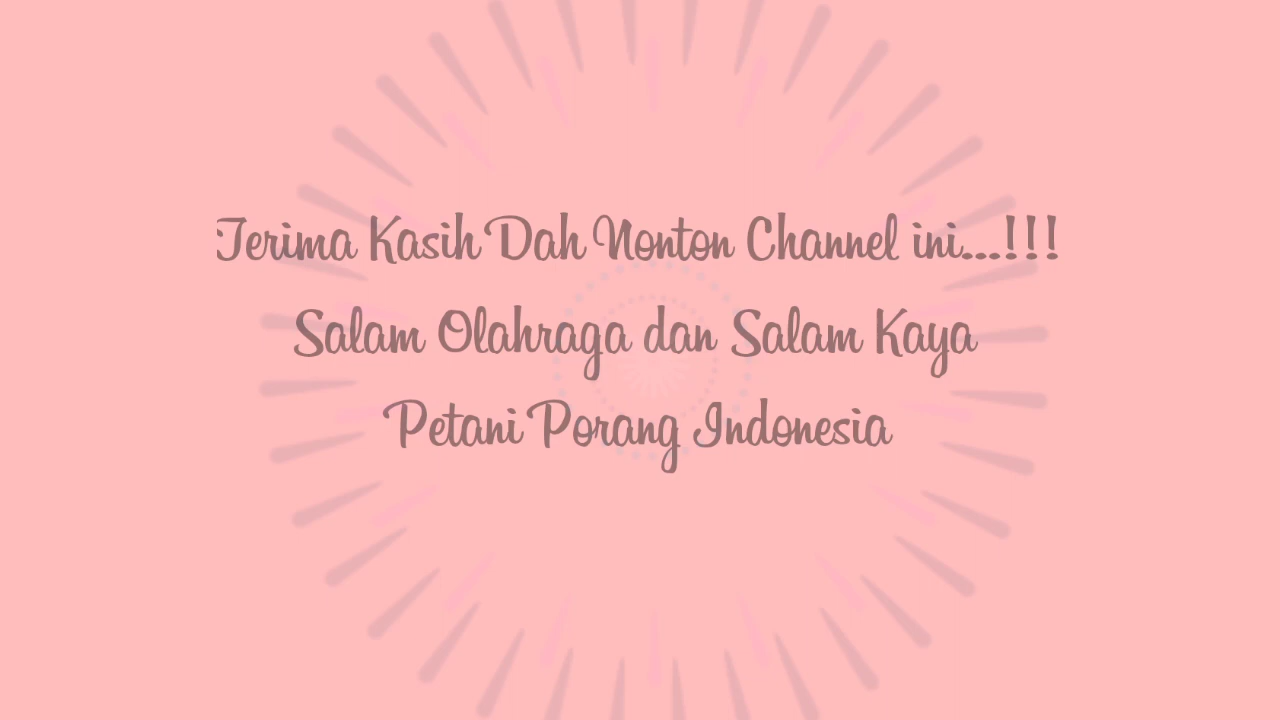 Terima Kasih Dah Nonton Channel ini...!!!
Salam Olahraga dan Salam Kaya
Petani Porang Indonesia